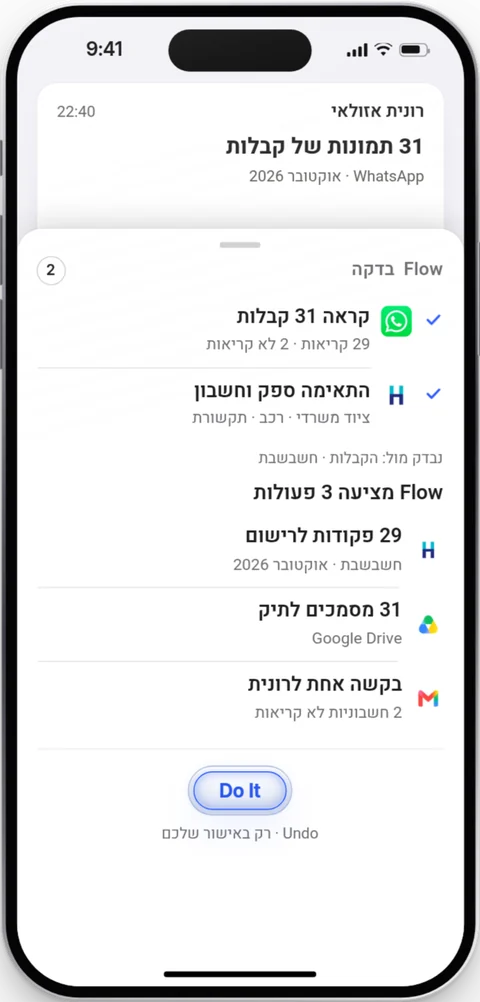 9:41
רונית אזולאי 22:40
31 תמונות של קבלות
WhatsApp · אוקטובר 2026
Flow בדקה 2
קראה 31 קבלות
29 קריאות · 2 לא קריאות
התאימה ספק וחשבון
ציוד משרדי · רכב · תקשורת
נבדק מול: הקבלות · חשבשבת
Flow מציעה 3 פעולות
29 פקודות לרישום
חשבשבת · אוקטובר 2026
31 מסמכים לתיק
Google Drive
בקשה אחת לרונית
2 חשבוניות לא קריאות
Do It
Undo · רק באישור שלכם